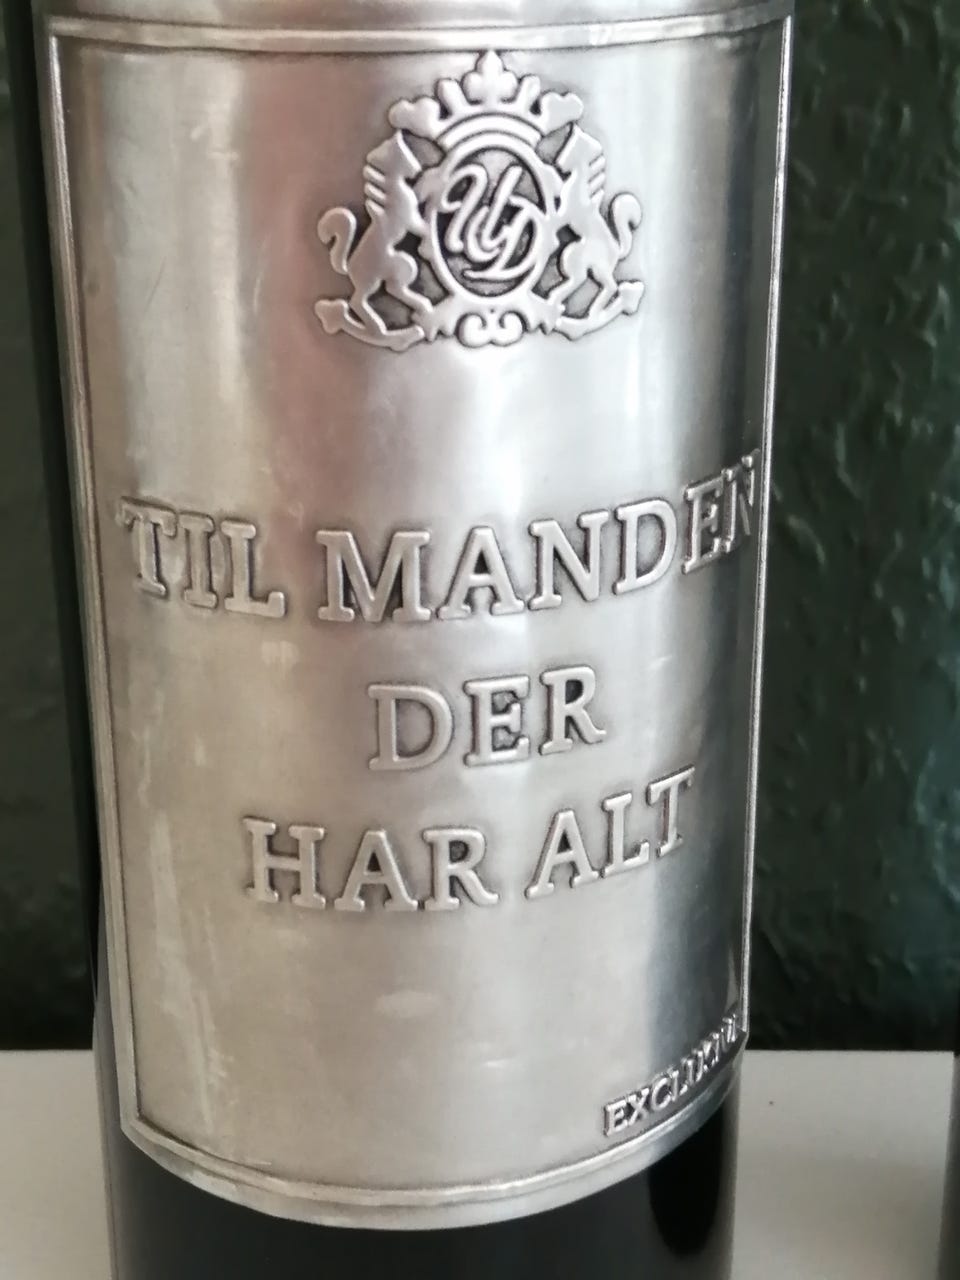 TIL MANDEN
DER
HAR ALT